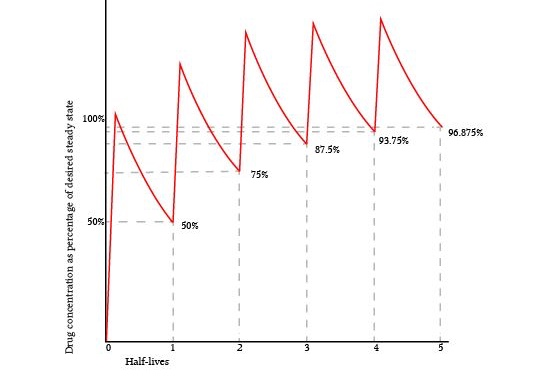 Drug concentration as percentage of desired steady state
100%
50%
50%
75%
87.5%
93.75%
96.875%
0 1 2 3 4 5
Half-lives